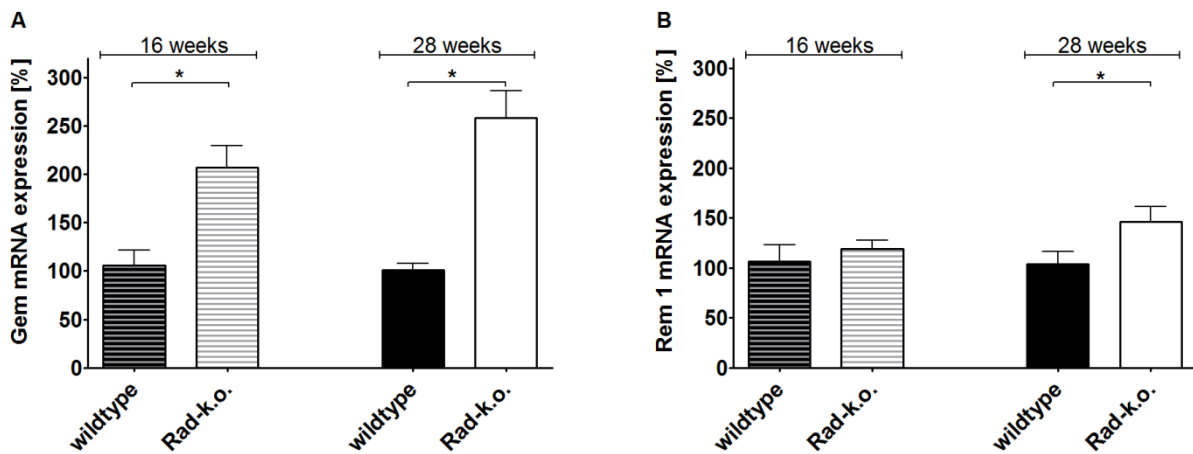 A
16 weeks
28 weeks
*
*
Gem mRNA expression [%]
300
250
200
150
100
50
0
wildtype
Rad-k.o.
wildtype
Rad-k.o.
B
16 weeks
28 weeks
*
Rem 1 mRNA expression [%]
300
250
200
150
100
50
0
wildtype
Rad-k.o.
wildtype
Rad-k.o.